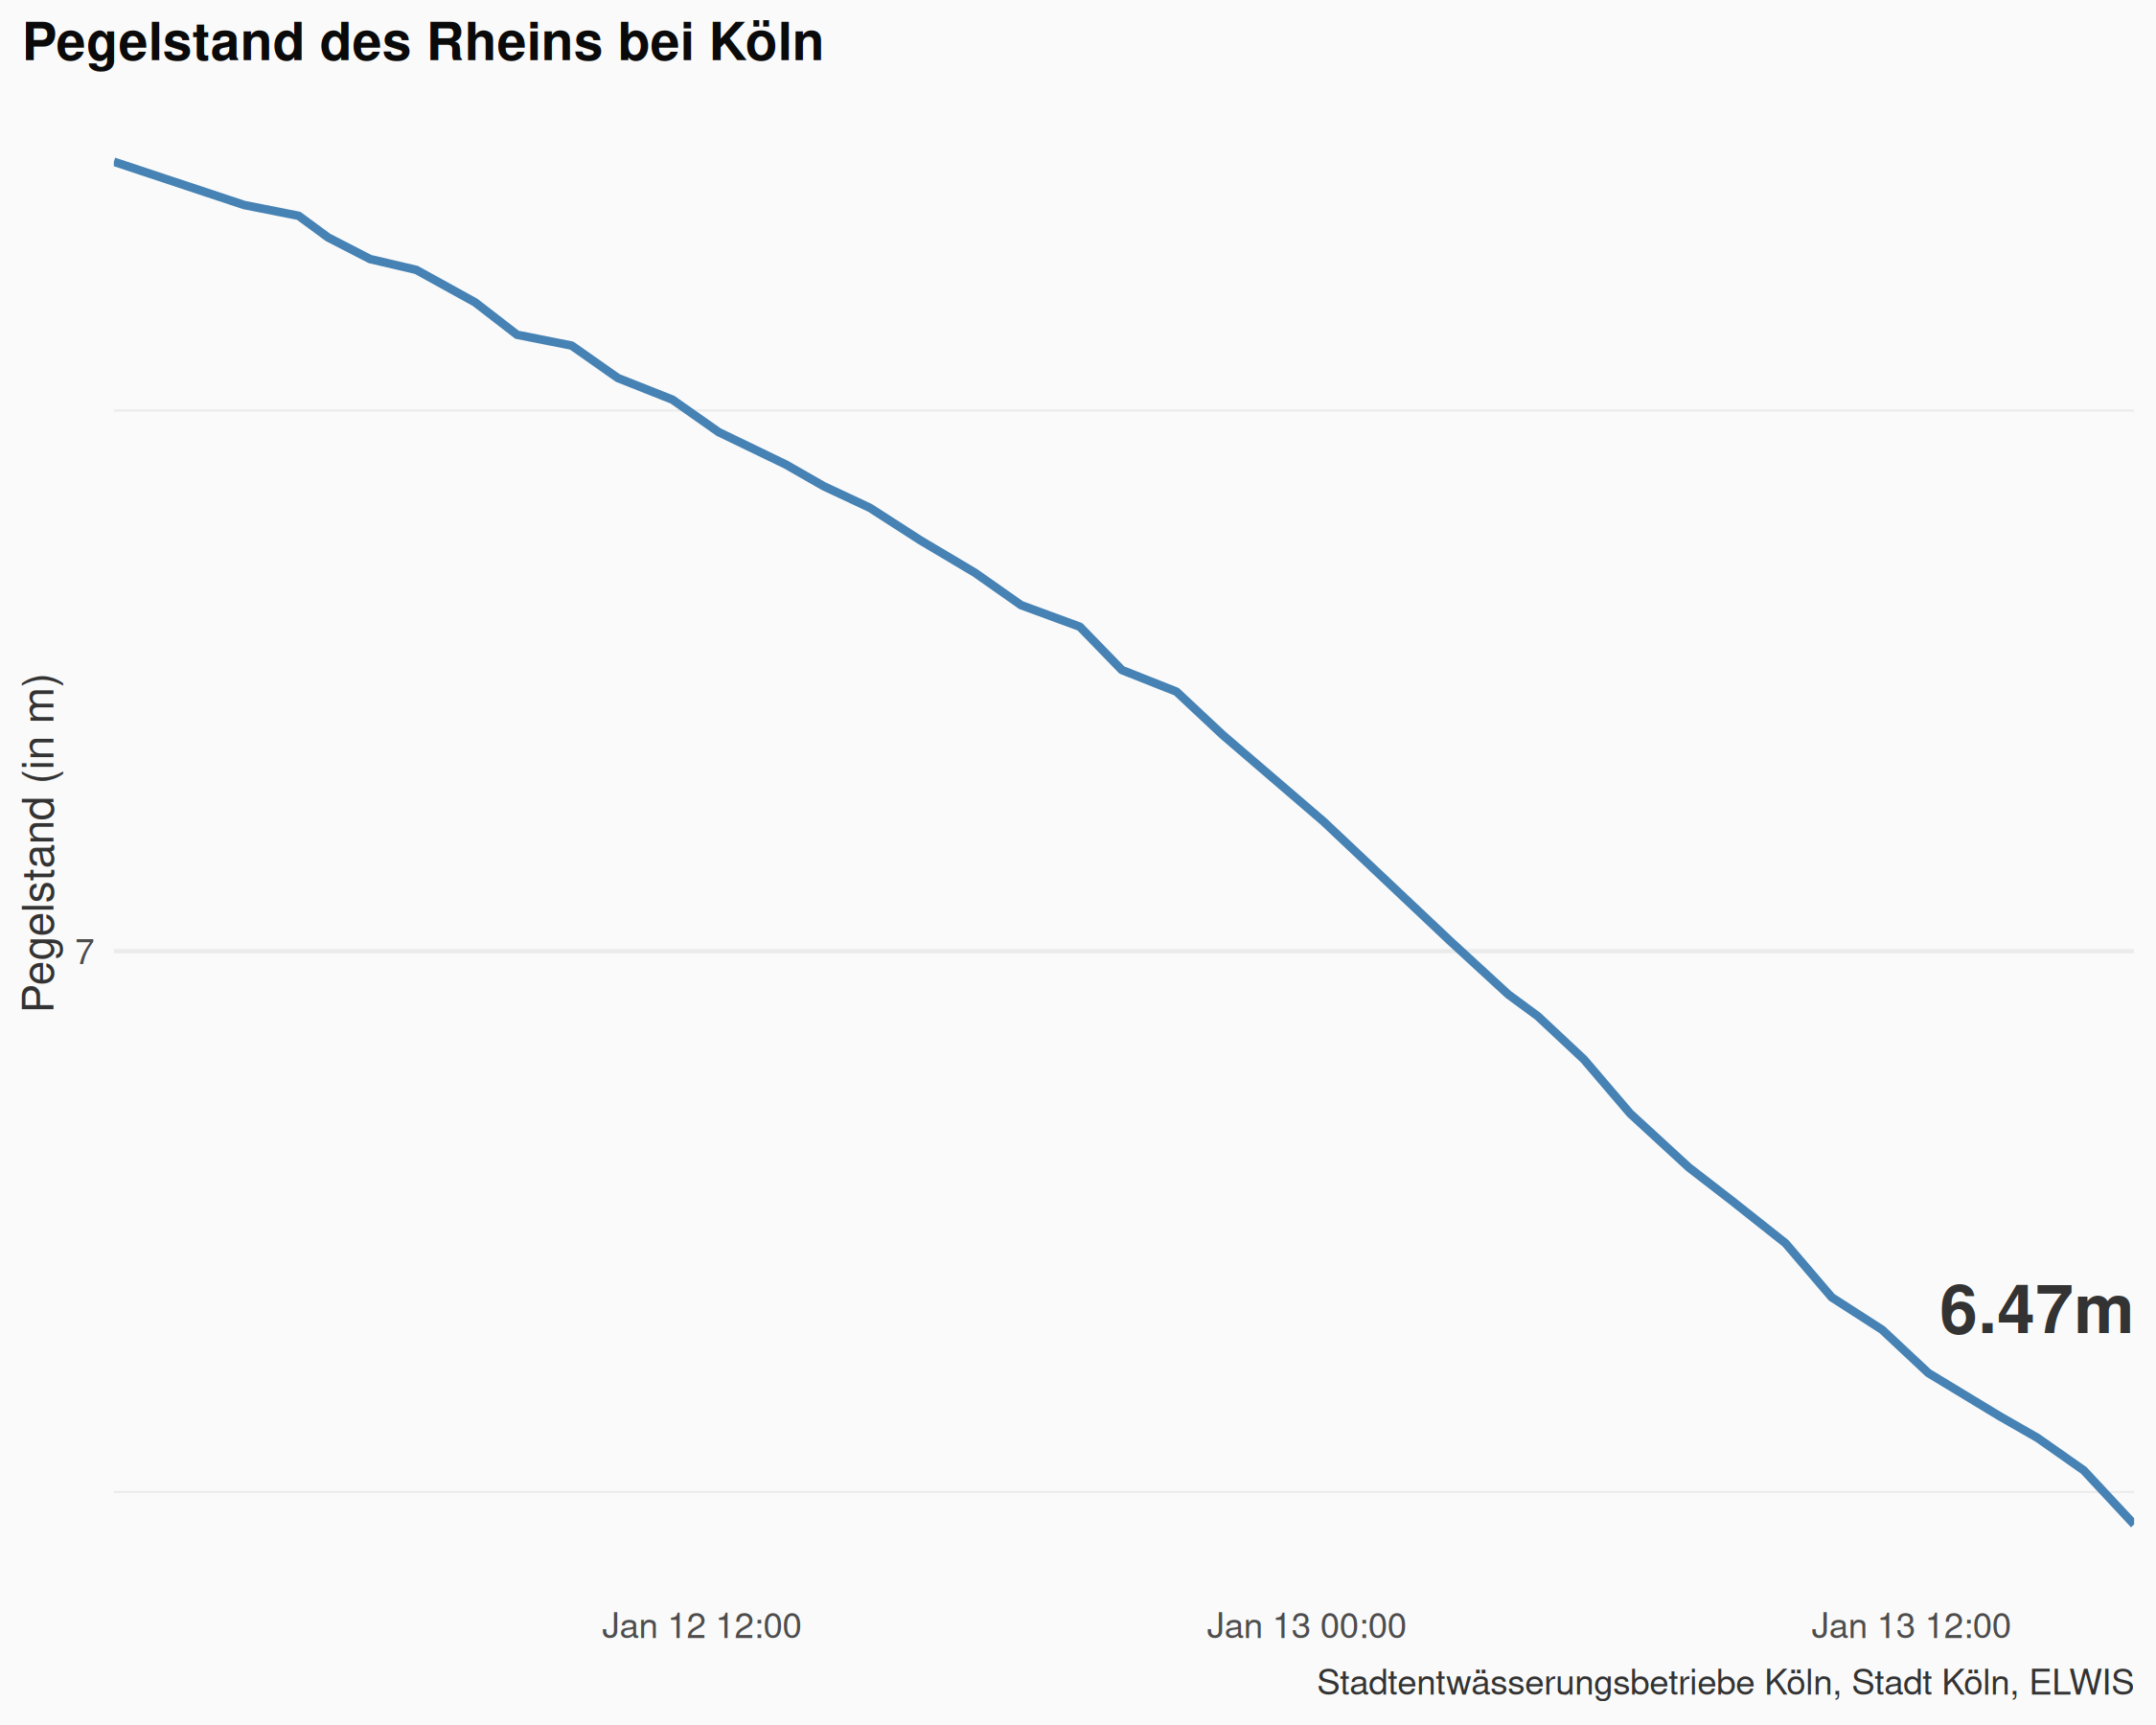 Pegelstand des Rheins bei Köln
Pegelstand (in m)
7
6.47m
Jan 12 12:00
Jan 13 00:00
Jan 13 12:00
Stadtentwässerungsbetriebe Köln, Stadt Köln, ELWIS